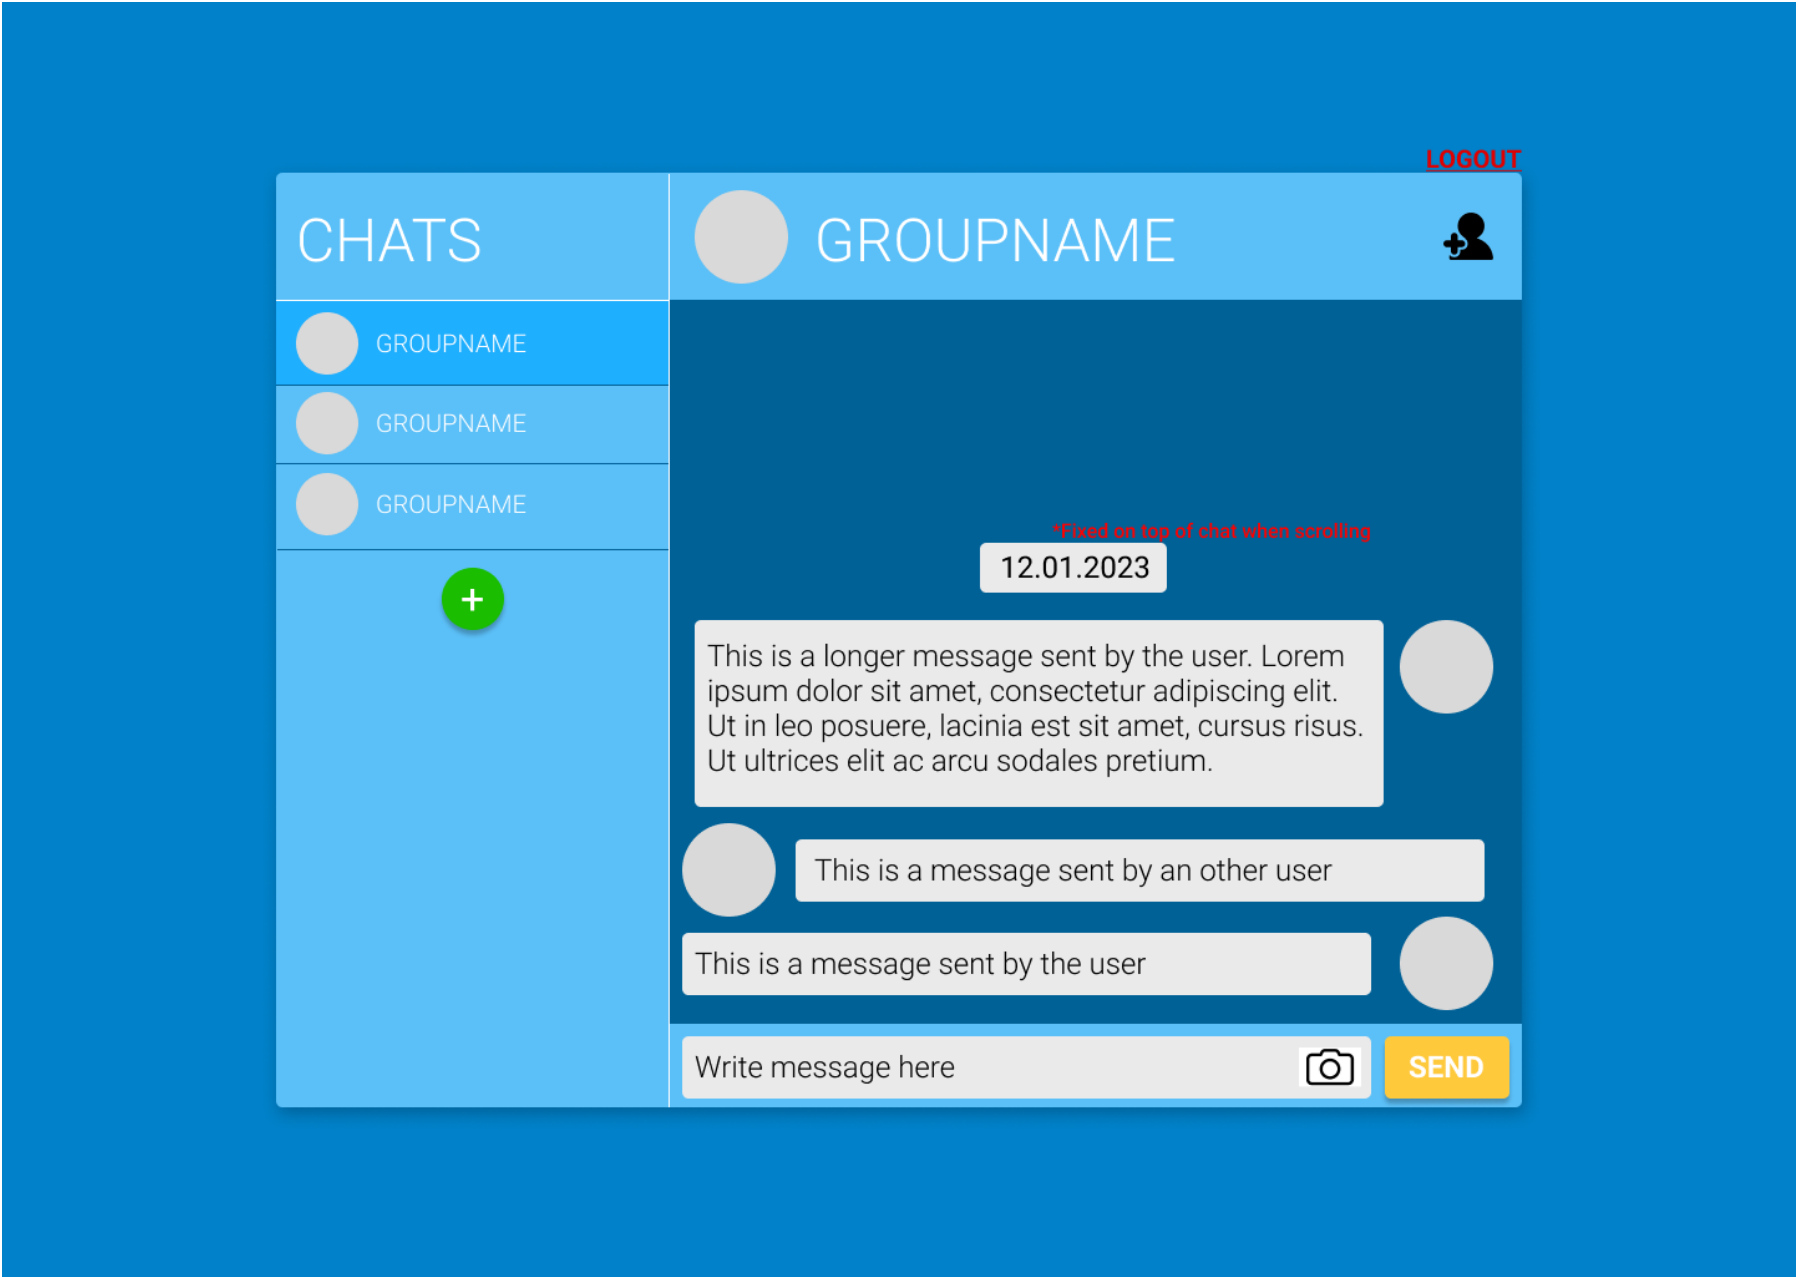 LOGOUT
CHATS
GROUPNAME
GROUPNAME
GROUPNAME
GROUPNAME
*Fixed on top of chat when scrolling
12.01.2023
This is a longer message sent by the user. Lorem
ipsum dolor sit amet, consectetur adipiscing elit.
Ut in leo posuere, lacinia est sit amet, cursus risus.
Ut ultrices elit ac arcu sodales pretium.
This is a message sent by an other user
This is a message sent by the user
Write message here
SEND